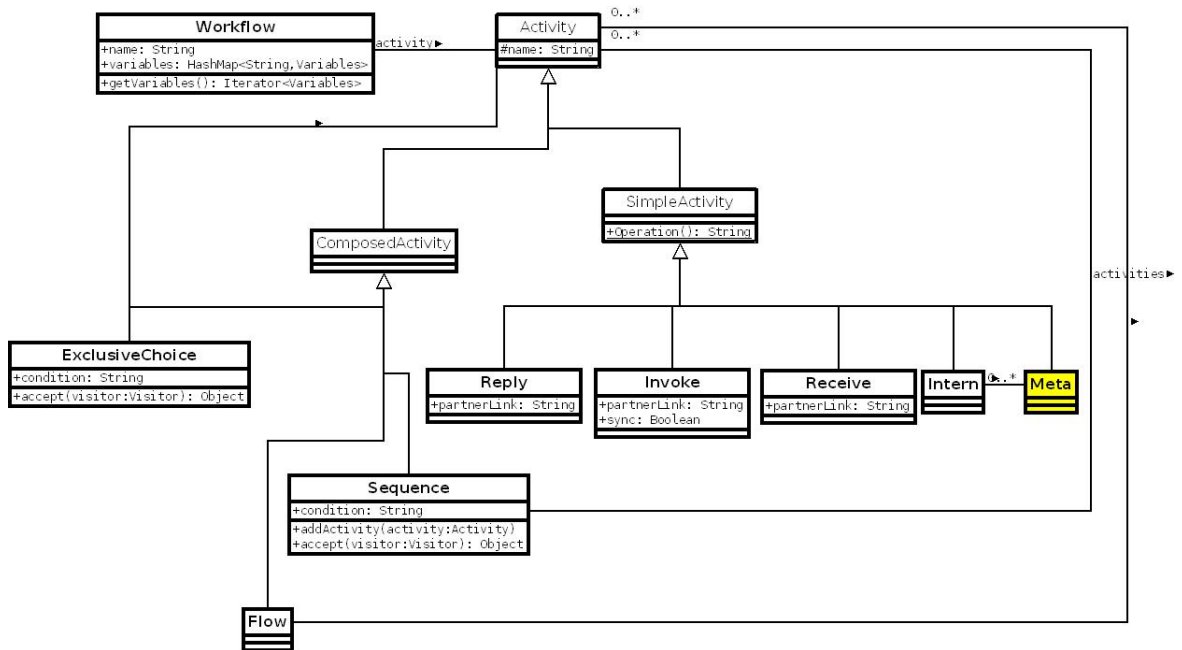 Workflow
+name: String
+variables: HashMap<String,Variables>
+getVariables(): Iterator<Variables>
activity
Activity
#name: String
0..*
0..*
SimpleActivity
+Operation(): String
ComposedActivity
activities
ExclusiveChoice
+condition: String
+accept(visitor:Visitor): Object
Reply
+partnerLink: String
Invoke
+partnerLink: String
+sync: Boolean
Receive
+partnerLink: String
Intern
0..*
Meta
Sequence
+condition: String
+addActivity(activity:Activity)
+accept(visitor:Visitor): Object
Flow